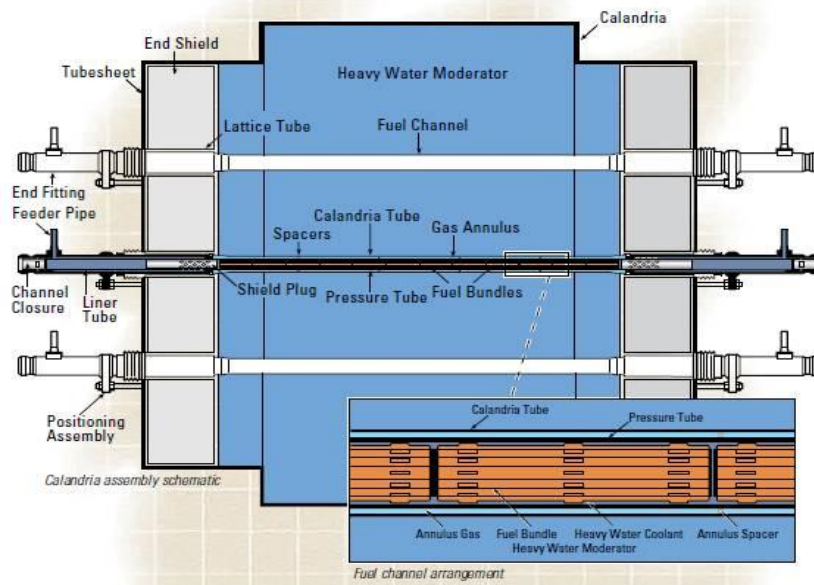 Calandria
End Shield
Tubesheet
Heavy Water Moderator
Lattice Tube
Fuel Channel
End Fitting
Feeder Pipe
Calandria Tube
Gas Annulus
Spacers
Channel
Closure
Liner
Tube
Shield Plug
Pressure Tube
Fuel Bundles
Positioning
Assembly
Calandria assembly schematic
Calandria Tube
Pressure Tube
Annulus Gas
Fuel Bundle
Heavy Water Coolant
Annulus Spacer
Heavy Water Moderator
Fuel channel arrangement